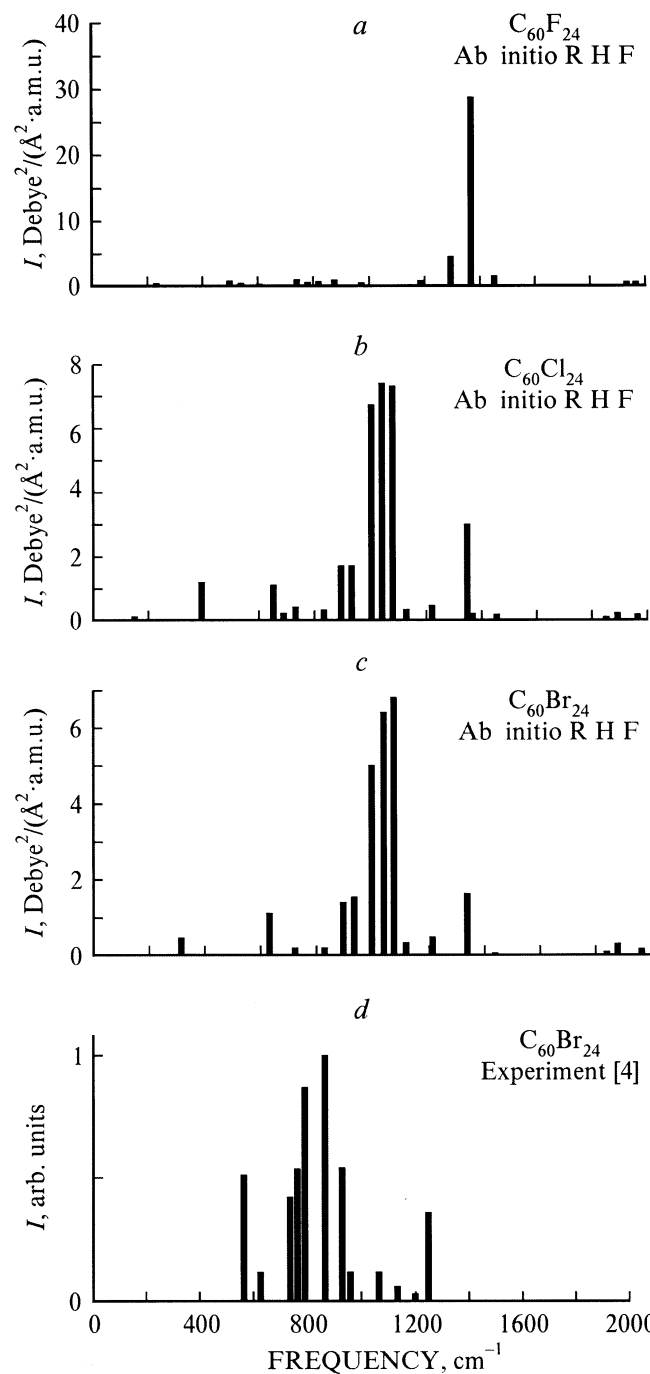 a
C₆₀F₂₄
Ab initio R H F
40
30
20
10
0
I, Debye²/(Å²·a.m.u.)
b
C₆₀Cl₂₄
Ab initio R H F
8
6
4
2
0
I, Debye²/(Å²·a.m.u.)
c
C₆₀Br₂₄
Ab initio R H F
6
4
2
0
I, Debye²/(Å²·a.m.u.)
d
C₆₀Br₂₄
Experiment [4]
1
0
I, arb. units
0 400 800 1200 1600 2000
FREQUENCY, cm⁻¹